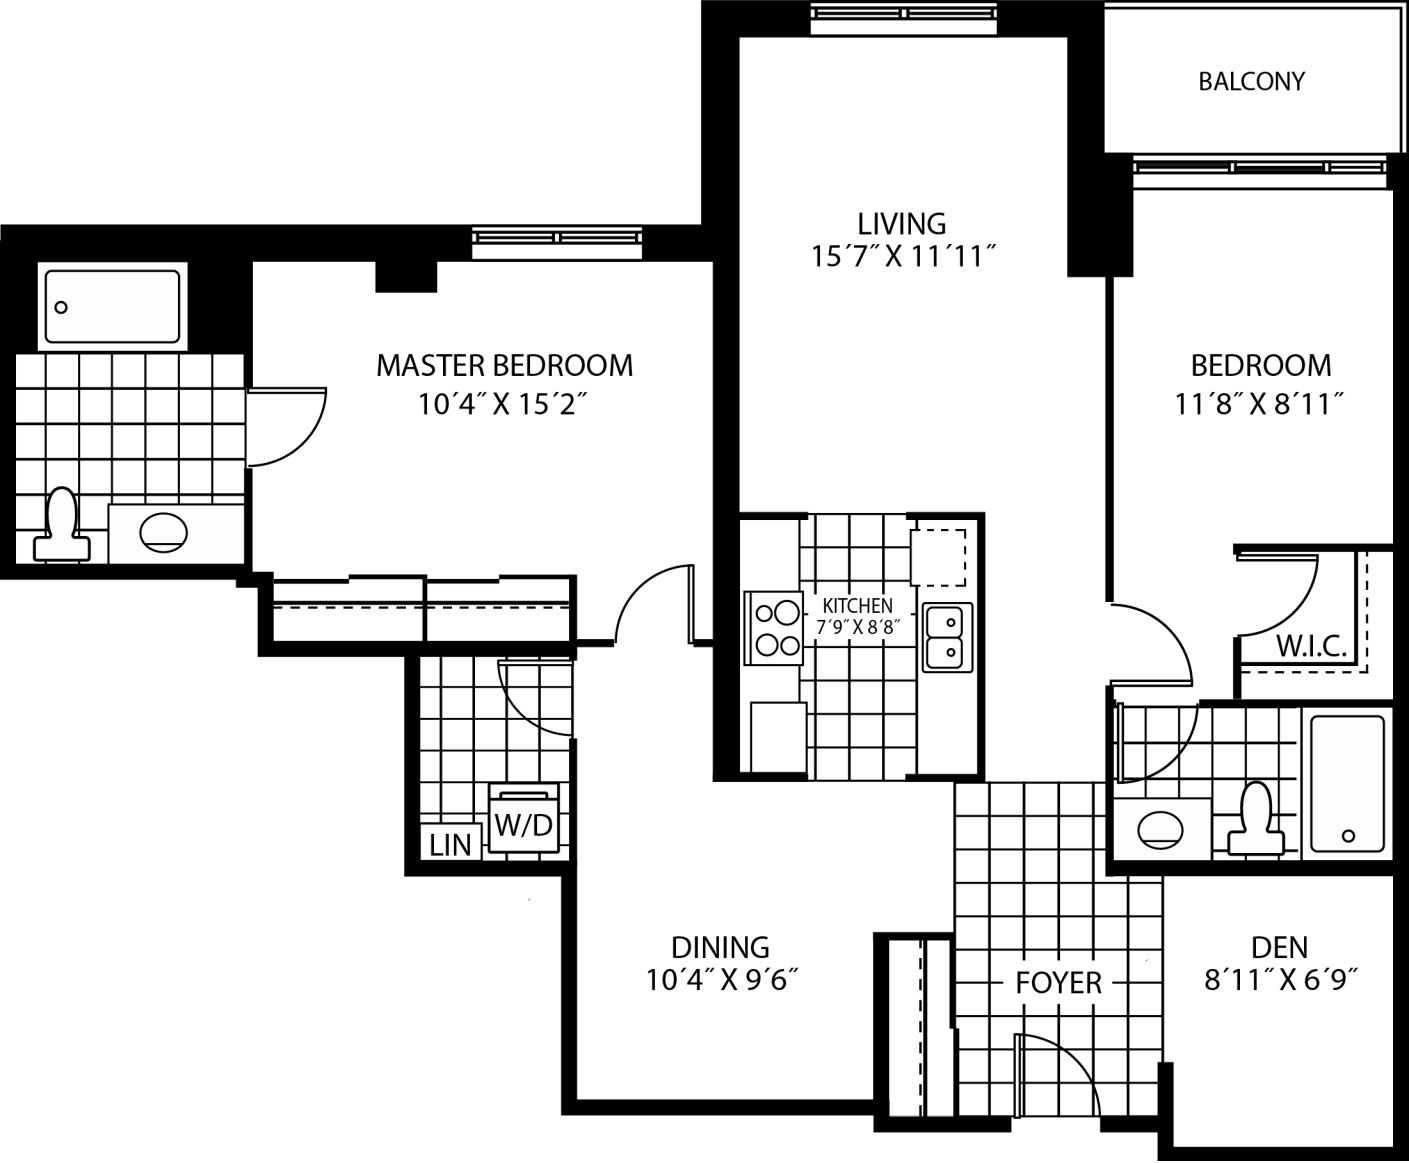 BALCONY
LIVING
15´7˝ X 11´11˝
MASTER BEDROOM
10´4˝ X 15´2˝
BEDROOM
11´8˝ X 8´11˝
KITCHEN
7´9˝ X 8´8˝
W.I.C.
W/D
LIN
DINING
10´4˝ X 9´6˝
FOYER
DEN
8´11˝ X 6´9˝